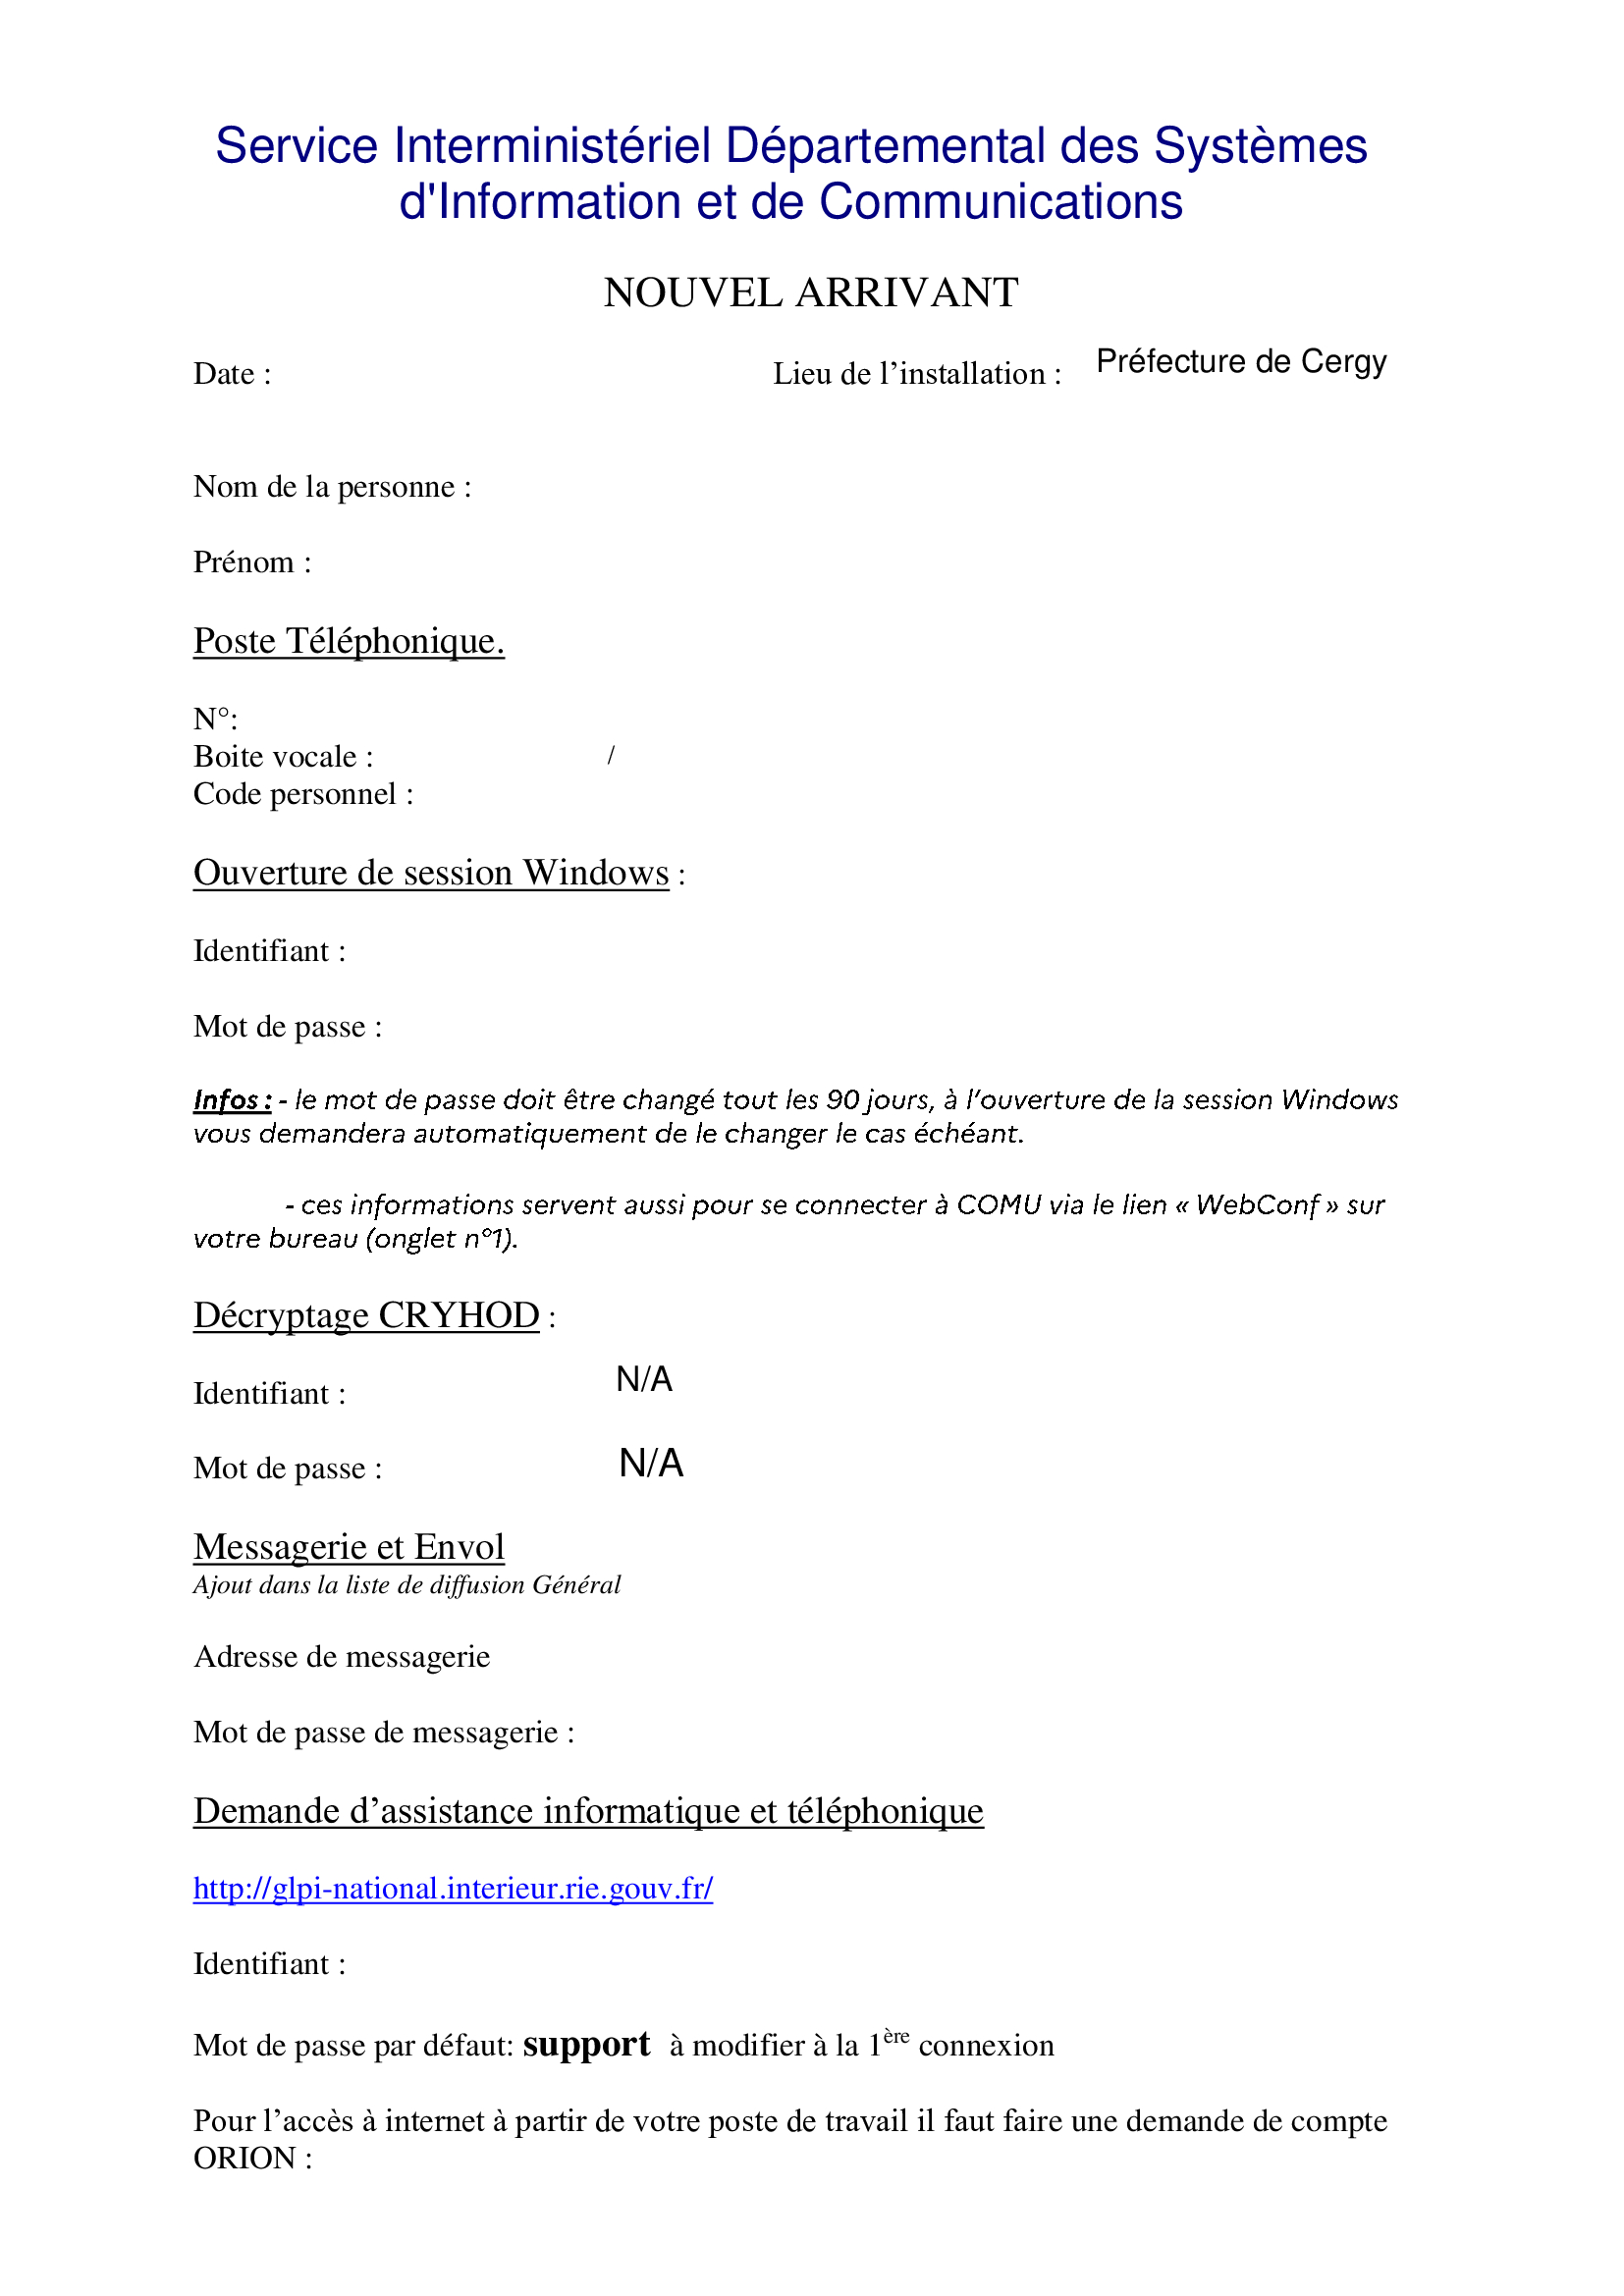 Service Interministériel Départemental des Systèmes
d'Information et de Communications
NOUVEL ARRIVANT
Date : Lieu de l’installation : Préfecture de Cergy
Nom de la personne :
Prénom :
Poste Téléphonique.
N°:
Boite vocale : /
Code personnel :
Ouverture de session Windows :
Identifiant :
Mot de passe :
Infos : - le mot de passe doit être changé tout les 90 jours, à l’ouverture de la session Windows
vous demandera automatiquement de le changer le cas échéant.
- ces informations servent aussi pour se connecter à COMU via le lien « WebConf » sur
votre bureau (onglet n°1).
Décryptage CRYHOD :
Identifiant : N/A
Mot de passe : N/A
Messagerie et Envol
Ajout dans la liste de diffusion Général
Adresse de messagerie
Mot de passe de messagerie :
Demande d’assistance informatique et téléphonique
http://glpi-national.interieur.rie.gouv.fr/
Identifiant :
Mot de passe par défaut: support à modifier à la 1ère connexion
Pour l’accès à internet à partir de votre poste de travail il faut faire une demande de compte
ORION :